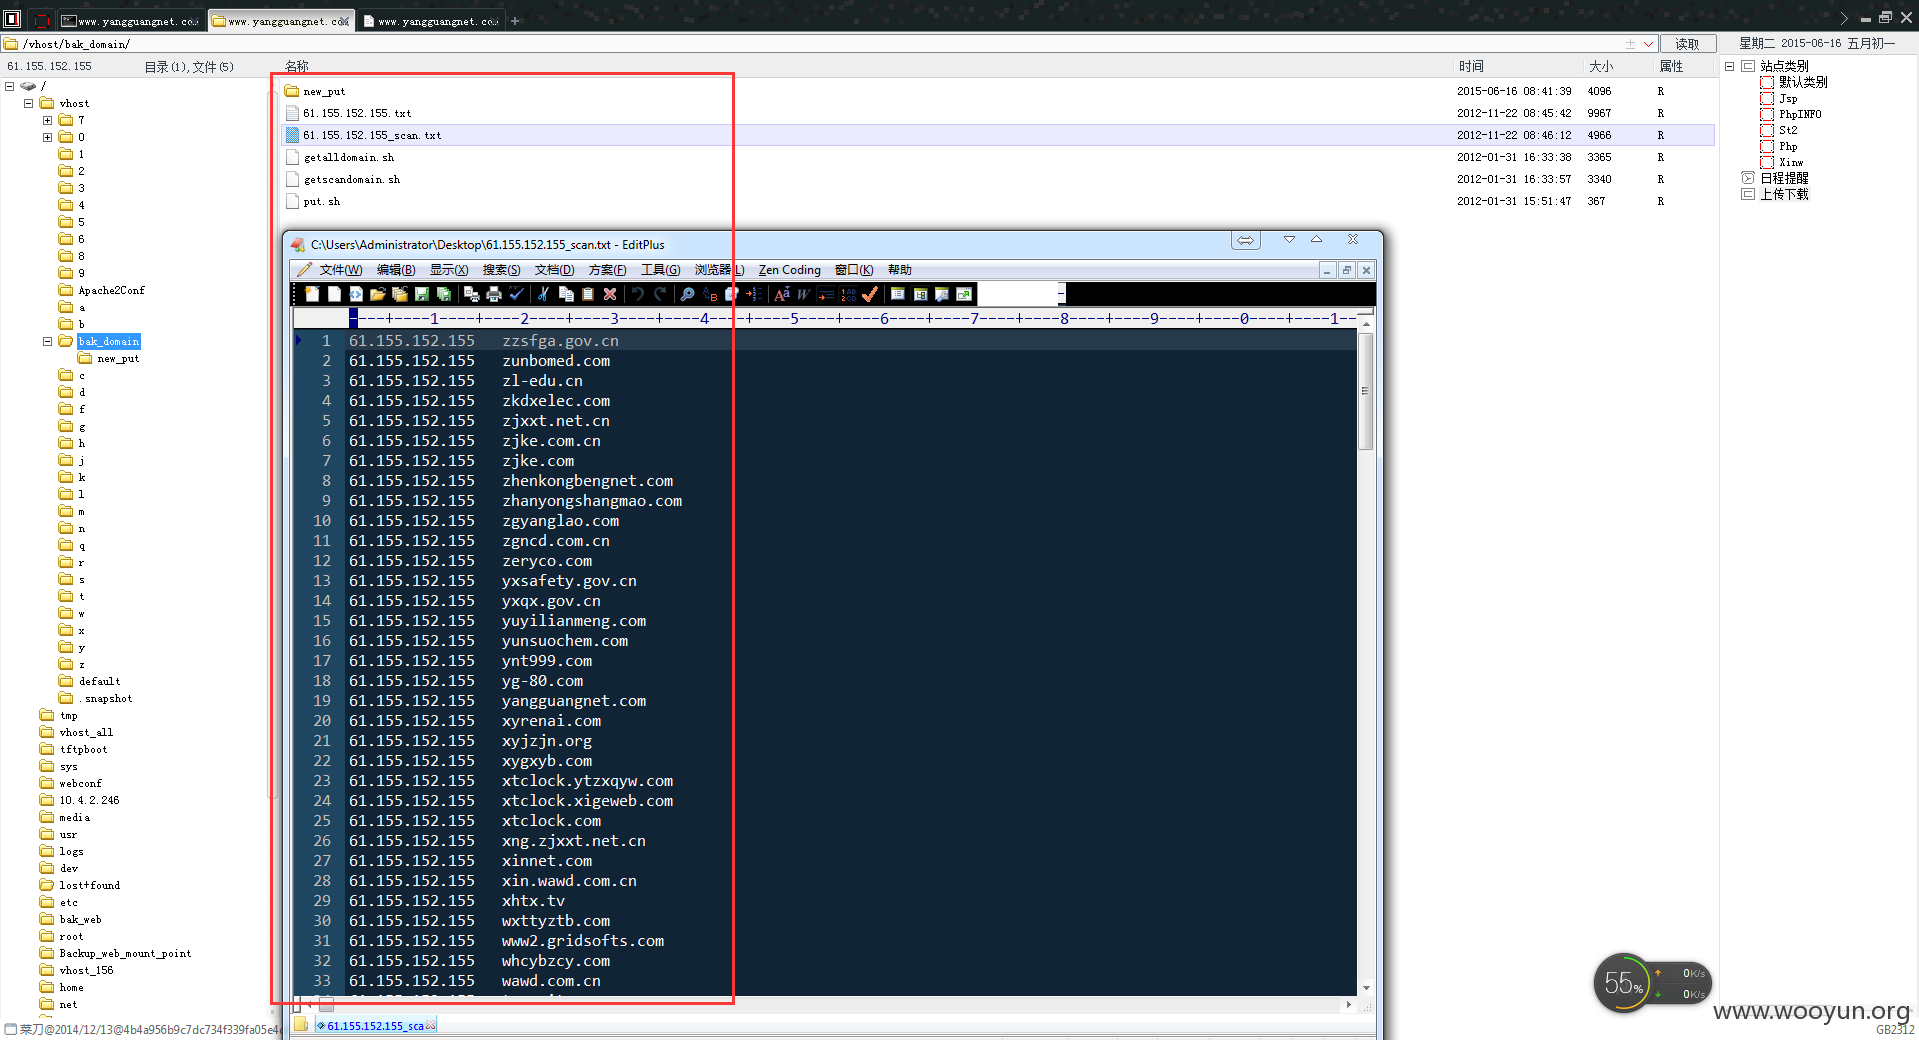 www.yangguangnet.co
www.yangguangnet.co
www.yangguangnet.co
/vhost/bak_domain/
读取
星期二 2015-06-16 五月初一
61.155.152.155
目录(1),文件(5)
名称
时间
大小
属性
站点类别
默认类别
Jsp
PhpINFO
St2
Php
Xinw
日程提醒
上传下载
/
vhost
7
0
1
2
3
4
5
6
8
9
Apache2Conf
a
b
bak_domain
new_put
c
d
f
g
h
j
k
l
m
n
q
r
s
t
w
x
y
z
default
.snapshot
tmp
vhost_all
tftpboot
sys
webconf
10.4.2.246
media
usr
logs
dev
lost+found
etc
bak_web
root
Backup_web_mount_point
vhost_156
home
net
new_put 2015-06-16 08:41:39 4096 R
61.155.152.155.txt 2012-11-22 08:45:42 9967 R
61.155.152.155_scan.txt 2012-11-22 08:46:12 4966 R
getalldomain.sh 2012-01-31 16:33:38 3365 R
getscandomain.sh 2012-01-31 16:33:57 3340 R
put.sh 2012-01-31 15:51:47 367 R
C:\Users\Administrator\Desktop\61.155.152.155_scan.txt - EditPlus
文件(W) 编辑(B) 显示(X) 搜索(S) 文档(D) 方案(F) 工具(G) 浏览器(L) Zen Coding 窗口(K) 帮助
----+----1----+----2----+----3----+----4----+----5----+----6----+----7----+----8----+----9----+----0----+----1--
1 61.155.152.155 zzsfga.gov.cn
2 61.155.152.155 zunbomed.com
3 61.155.152.155 zl-edu.cn
4 61.155.152.155 zkdxelec.com
5 61.155.152.155 zjxxt.net.cn
6 61.155.152.155 zjke.com.cn
7 61.155.152.155 zjke.com
8 61.155.152.155 zhenkongbengnet.com
9 61.155.152.155 zhanyongshangmao.com
10 61.155.152.155 zgyanglao.com
11 61.155.152.155 zgncd.com.cn
12 61.155.152.155 zeryco.com
13 61.155.152.155 yxsafety.gov.cn
14 61.155.152.155 yxqx.gov.cn
15 61.155.152.155 yuyilianmeng.com
16 61.155.152.155 yunsuochem.com
17 61.155.152.155 ynt999.com
18 61.155.152.155 yg-80.com
19 61.155.152.155 yangguangnet.com
20 61.155.152.155 xyrenai.com
21 61.155.152.155 xyjzjn.org
22 61.155.152.155 xygxyb.com
23 61.155.152.155 xtclock.ytzxqyw.com
24 61.155.152.155 xtclock.xigeweb.com
25 61.155.152.155 xtclock.com
26 61.155.152.155 xng.zjxxt.net.cn
27 61.155.152.155 xinnet.com
28 61.155.152.155 xin.wawd.com.cn
29 61.155.152.155 xhtx.tv
30 61.155.152.155 wxttyztb.com
31 61.155.152.155 www2.gridsofts.com
32 61.155.152.155 whcybzcy.com
33 61.155.152.155 wawd.com.cn
61.155.152.155_sca
55%
0K/s
0K/s
www.wooyun.org
菜刀@2014/12/13@4b4a956b9c7dc734f339fa05e4
GB2312